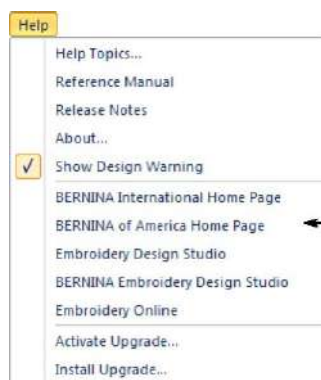 Help
Help Topics...
Reference Manual
Release Notes
About...
Show Design Warning
BERNINA International Home Page
BERNINA of America Home Page
Embroidery Design Studio
BERNINA Embroidery Design Studio
Embroidery Online
Activate Upgrade...
Install Upgrade...